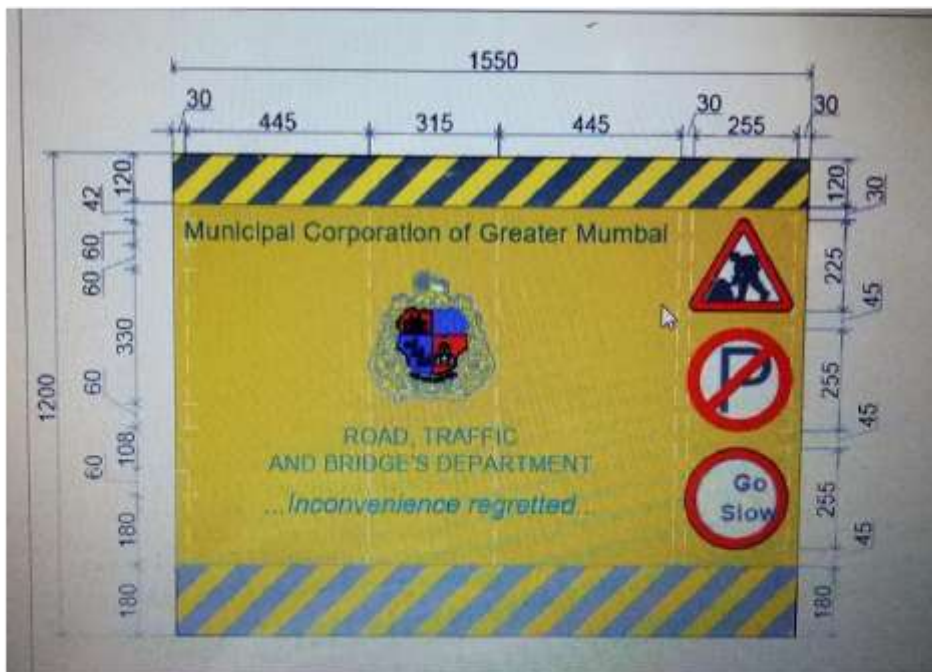 1550
30 30 30
445 315 445 255
120 120
42 30
Municipal Corporation of Greater Mumbai
60
60
225
45
330
1200
60
P
255
45
ROAD, TRAFFIC
108
AND BRIDGE'S DEPARTMENT
60
Go
Slow
255
...Inconvenience regretted...
180
45
180 180